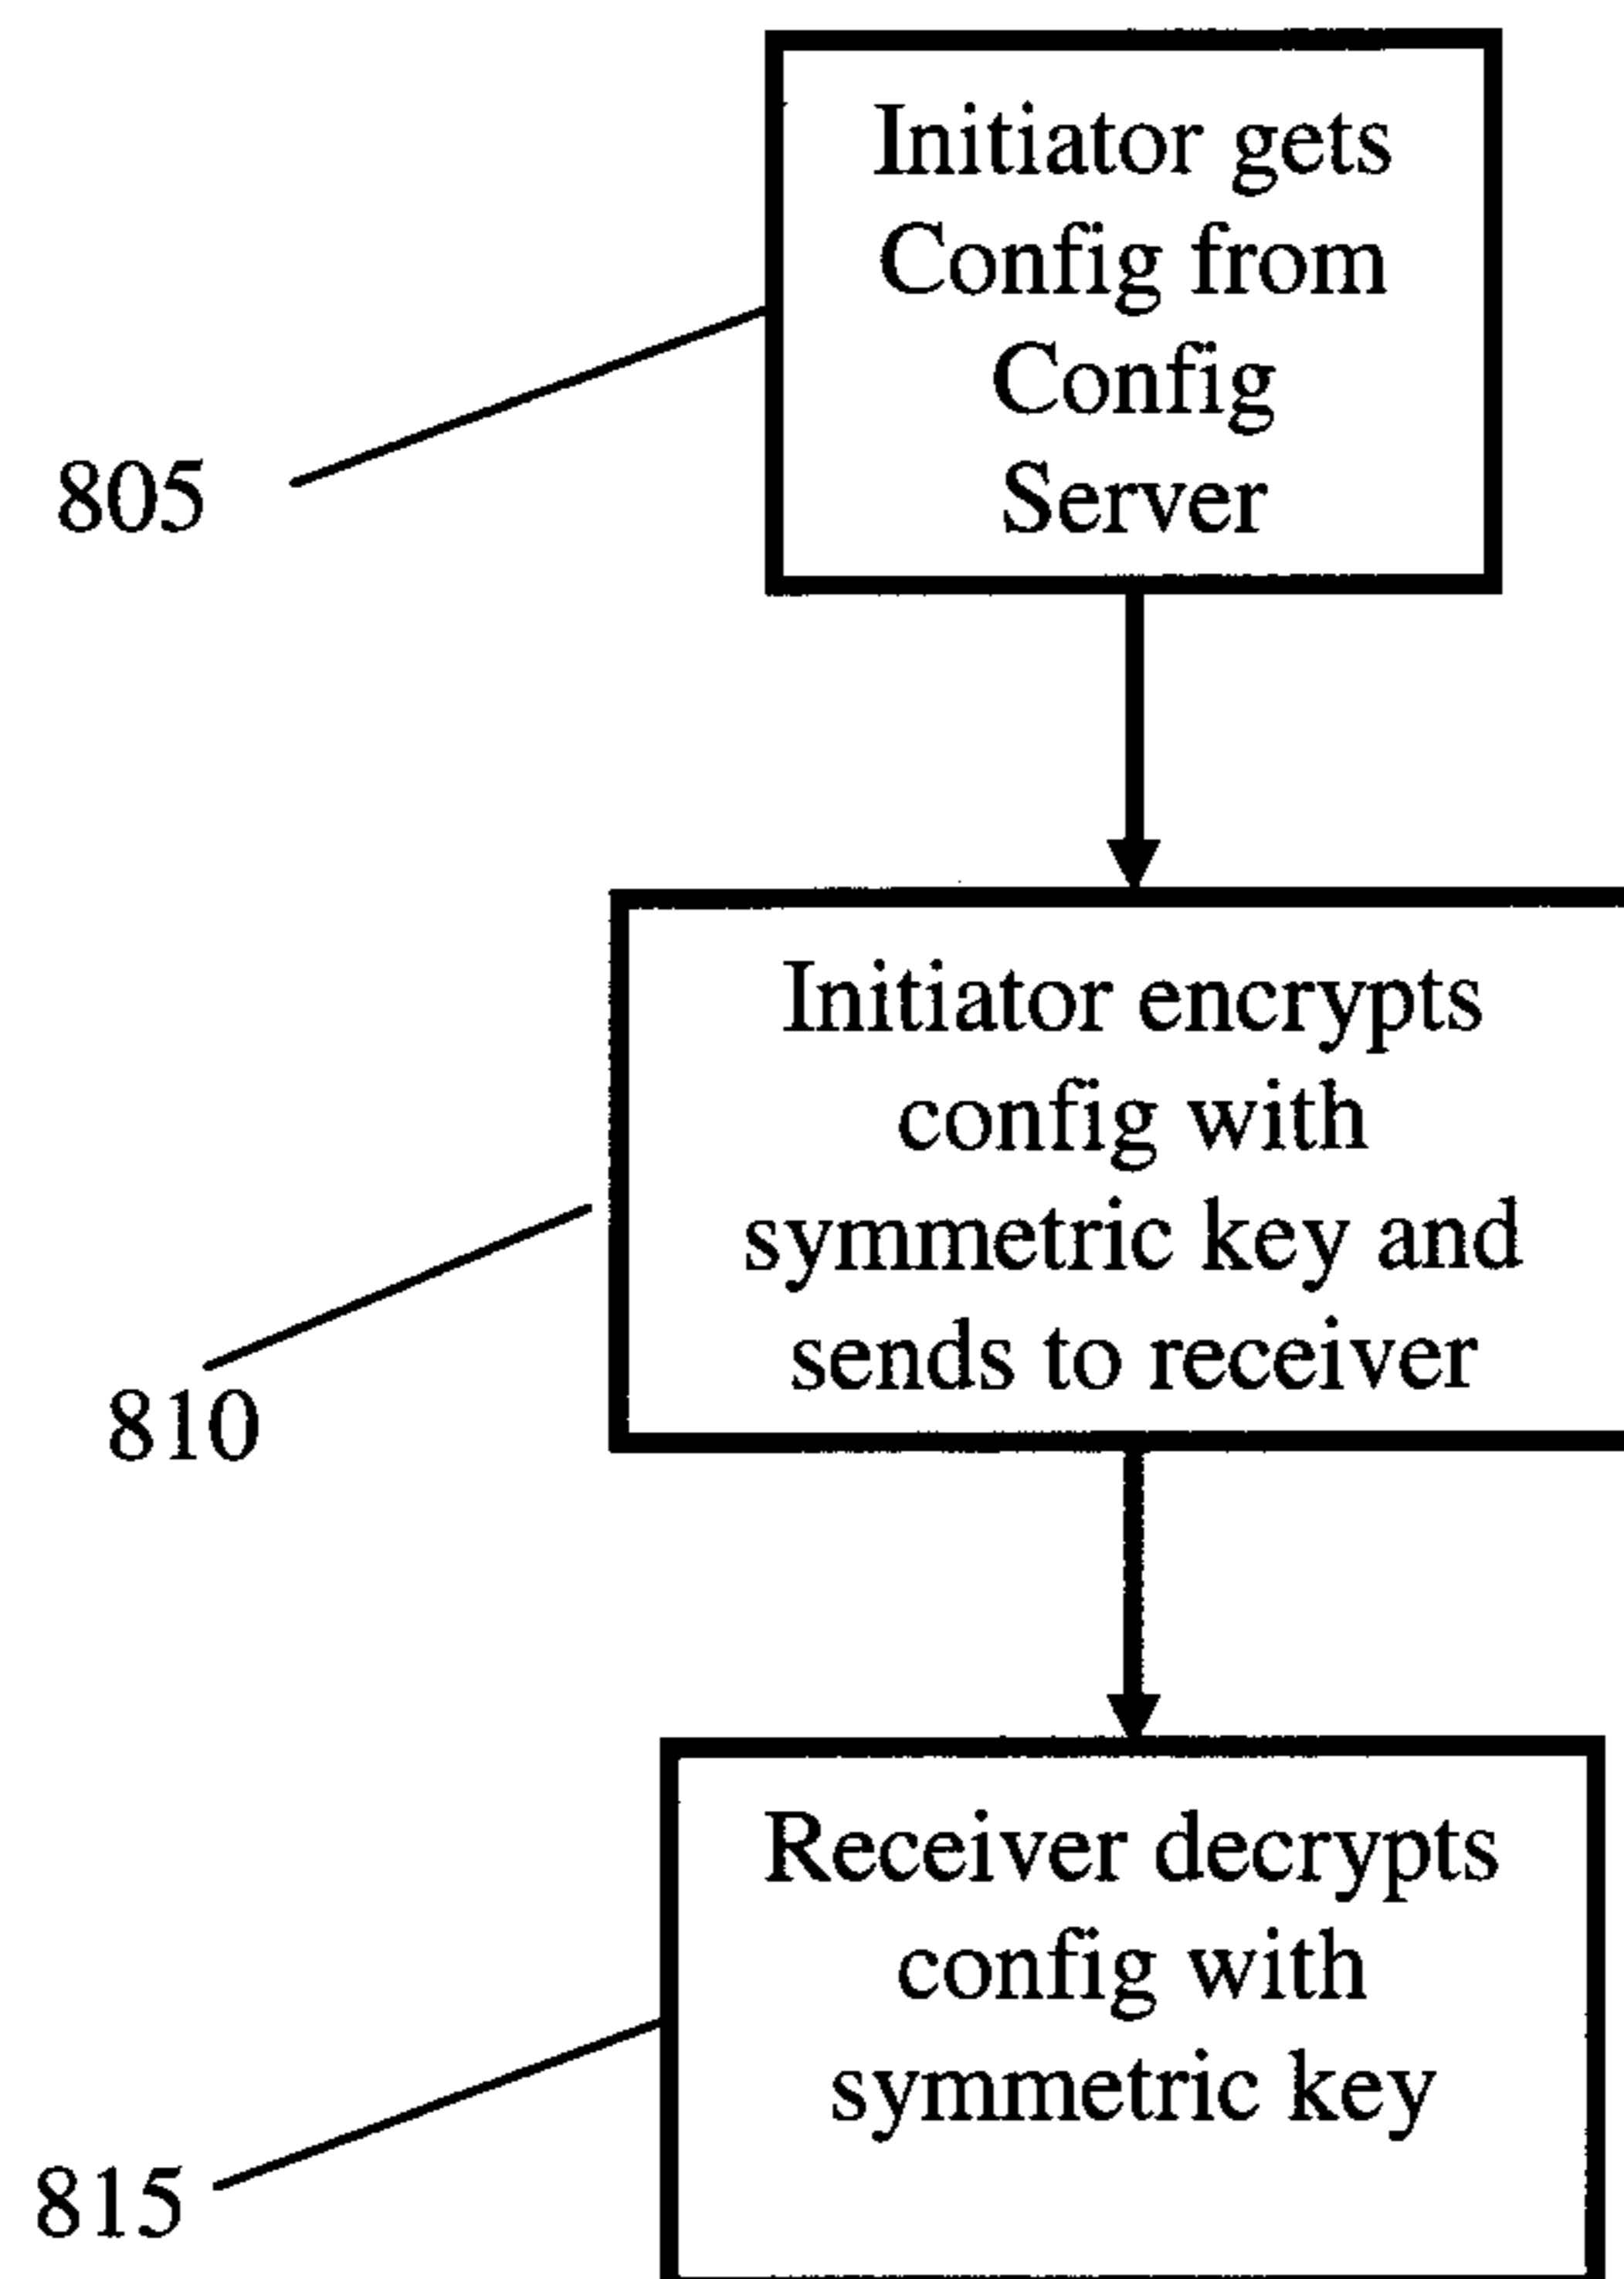 Initiator gets
Config from
Config
Server
805
Initiator encrypts
config with
symmetric key and
sends to receiver
810
Receiver decrypts
config with
symmetric key
815